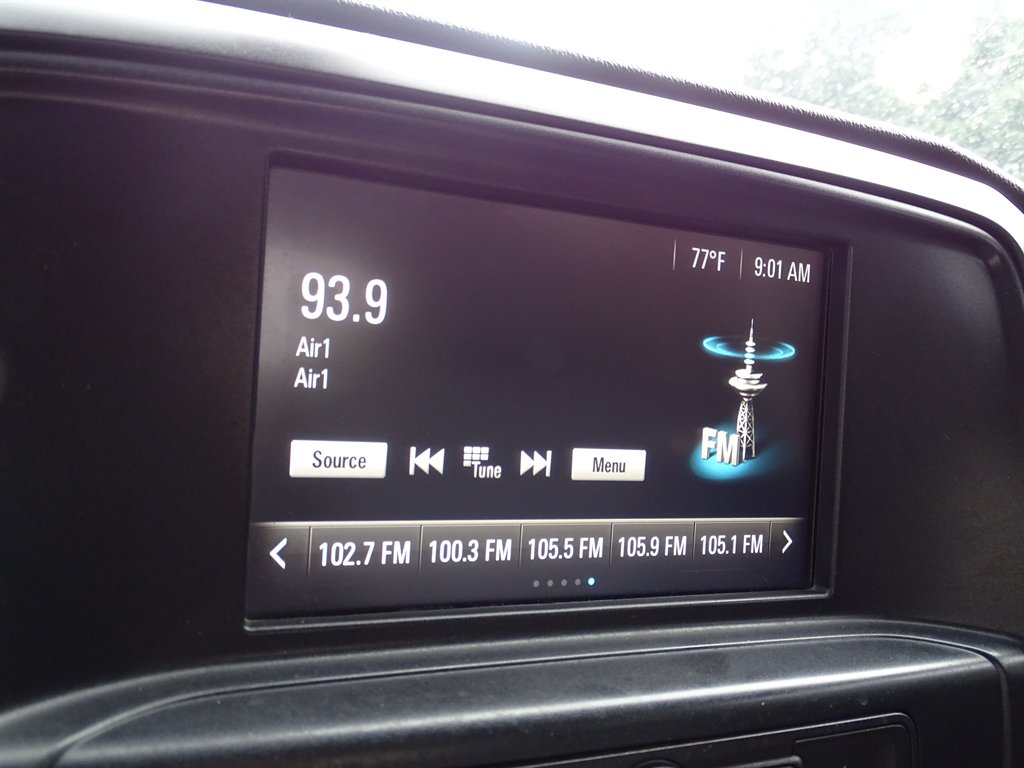 77°F 9:01 AM
93.9
Air1
Air1
FM
Source Tune Menu
102.7 FM 100.3 FM 105.5 FM 105.9 FM 105.1 FM